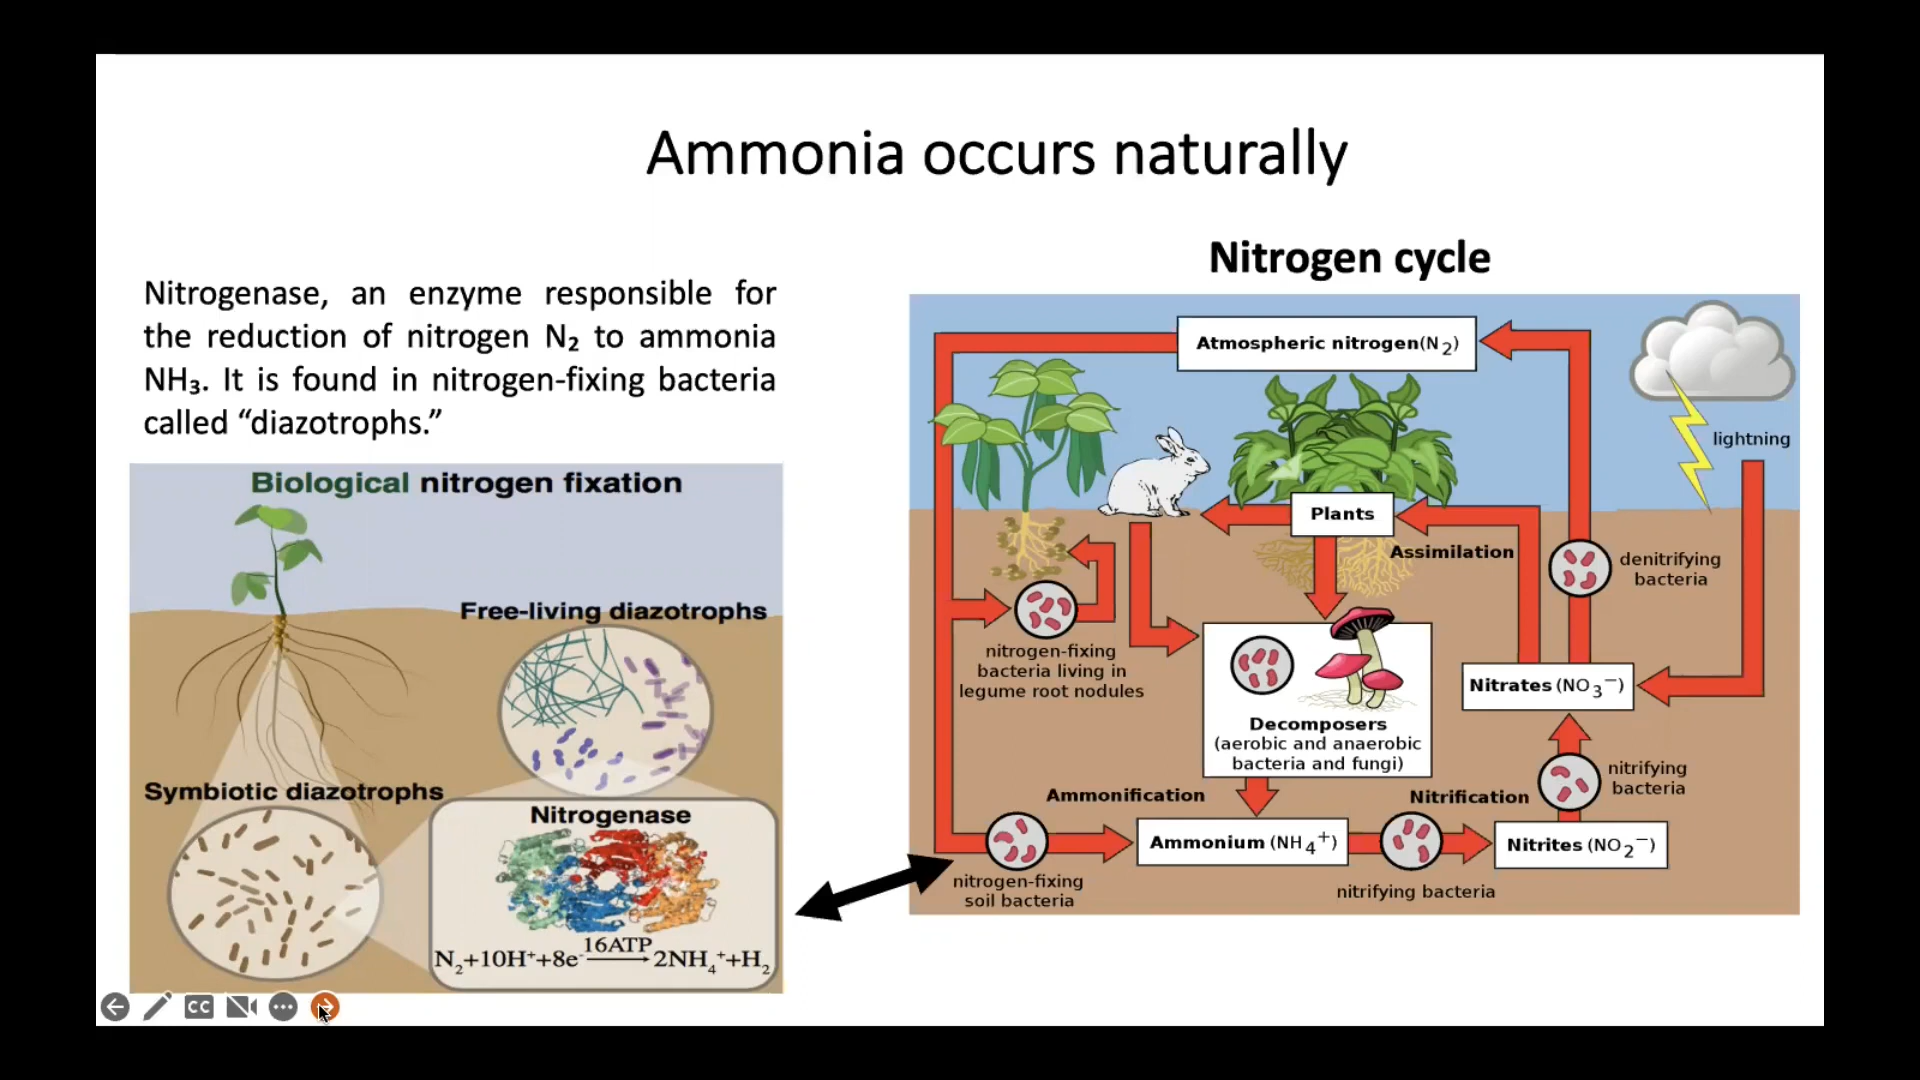 Ammonia occurs naturally
Nitrogenase, an enzyme responsible for
the reduction of nitrogen N₂ to ammonia
NH₃. It is found in nitrogen-fixing bacteria
called “diazotrophs.”
Biological nitrogen fixation
Free-living diazotrophs
Symbiotic diazotrophs
Nitrogenase
16ATP
N₂+10H⁺+8e⁻ → 2NH₄⁺+H₂
Nitrogen cycle
Atmospheric nitrogen(N₂)
lightning
Plants
Assimilation
denitrifying
bacteria
nitrogen-fixing
bacteria living in
legume root nodules
Nitrates (NO₃⁻)
Decomposers
(aerobic and anaerobic
bacteria and fungi)
nitrifying
bacteria
Ammonification
Nitrification
Ammonium (NH₄⁺)
Nitrites (NO₂⁻)
nitrogen-fixing
soil bacteria
nitrifying bacteria
CC